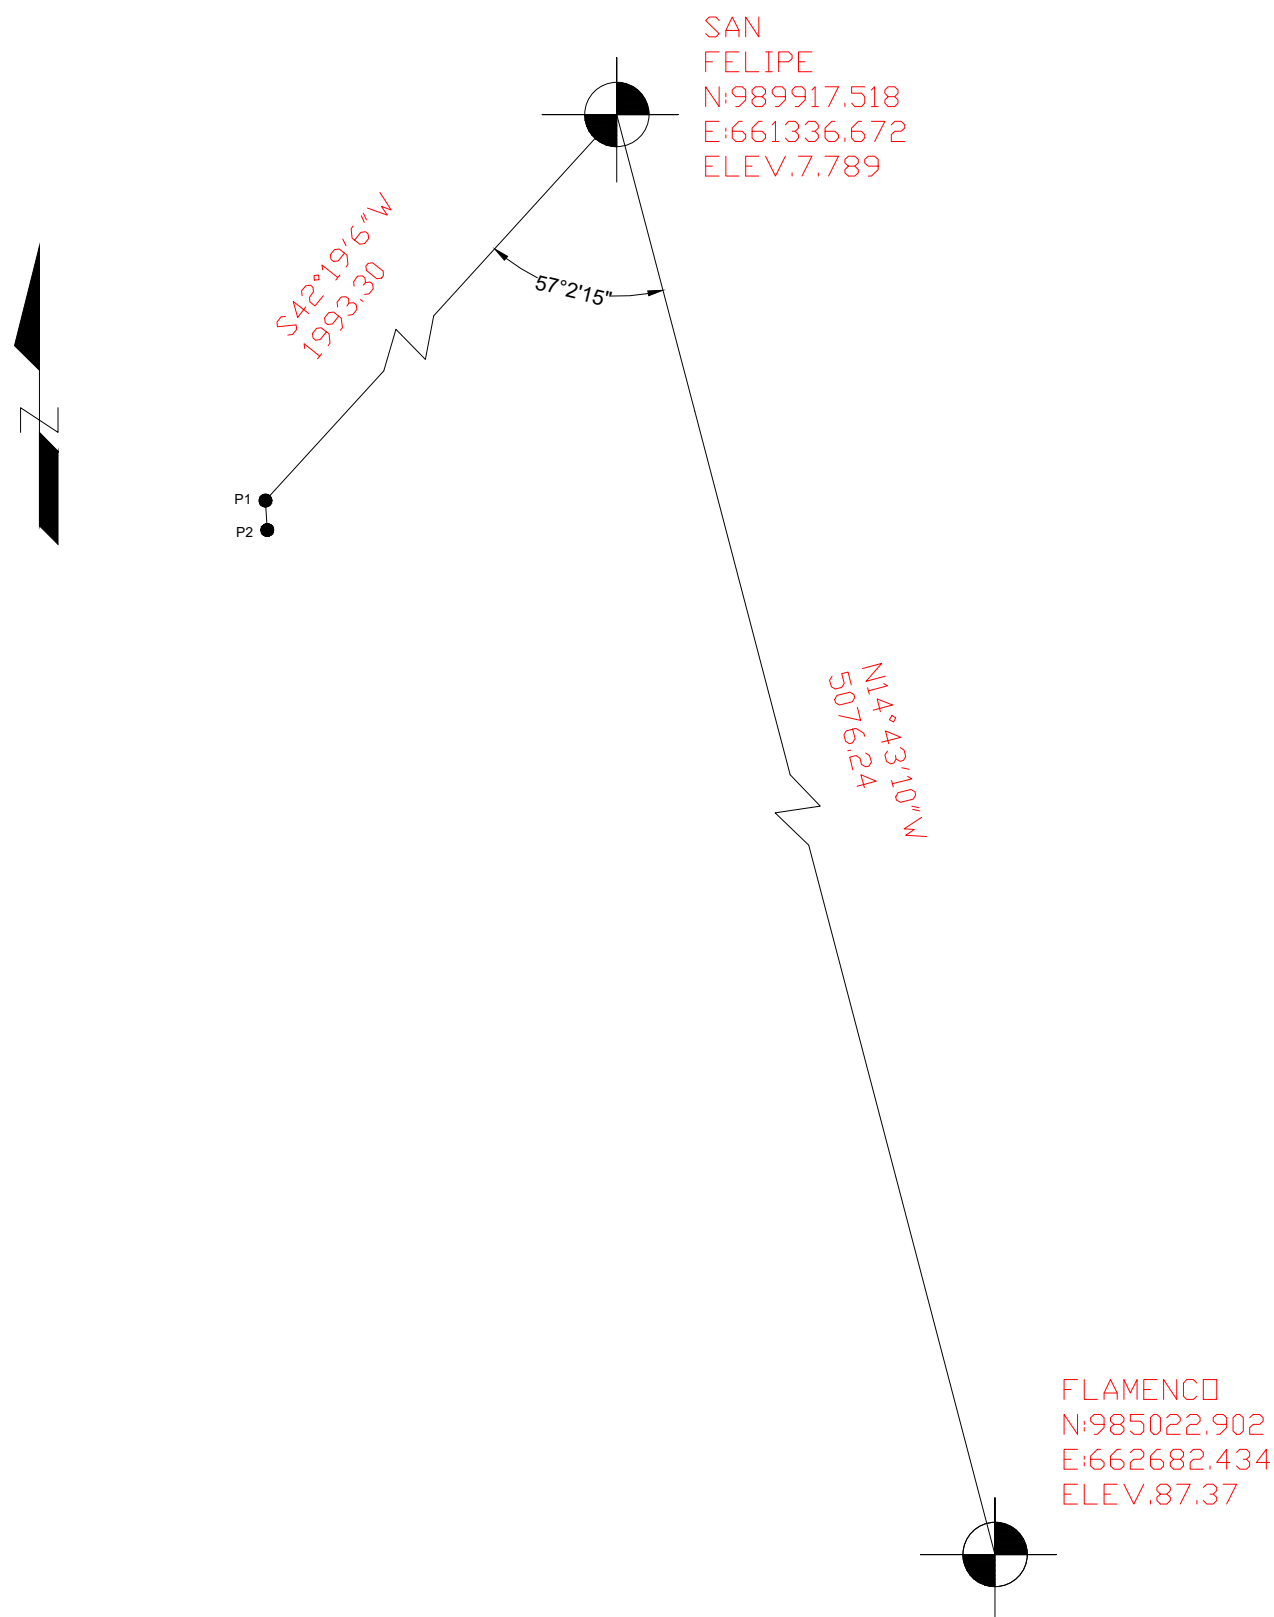 SAN
FELIPE
N:989917.518
E:661336.672
ELEV.7.789
S42°19'6"W
1993.30
57°2'15"
N
P1
P2
N14°43'10"W
5076.24
FLAMENCO
N:985022.902
E:662682.434
ELEV.87.37